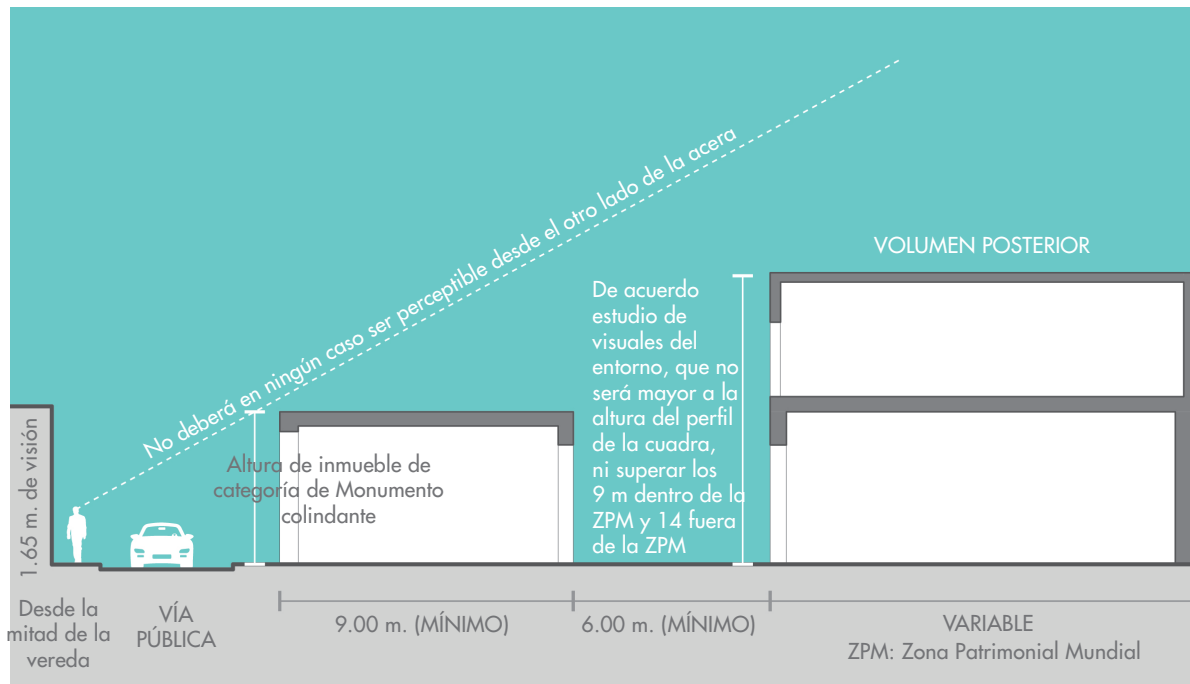 No deberá en ningún caso ser perceptible desde el otro lado de la acera
VOLUMEN POSTERIOR
De acuerdo
estudio de
visuales del
entorno, que no
será mayor a la
altura del perfil
de la cuadra,
ni superar los
9 m dentro de la
ZPM y 14 fuera
de la ZPM
Altura de inmueble de
categoría de Monumento
colindante
1.65 m. de visión
Desde la
mitad de la
vereda
VÍA
PÚBLICA
9.00 m. (MÍNIMO)
6.00 m. (MÍNIMO)
VARIABLE
ZPM: Zona Patrimonial Mundial